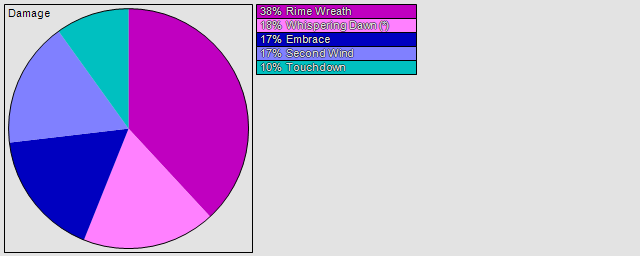 Damage
38% Rime Wreath
18% Whispering Dawn (*)
17% Embrace
17% Second Wind
10% Touchdown